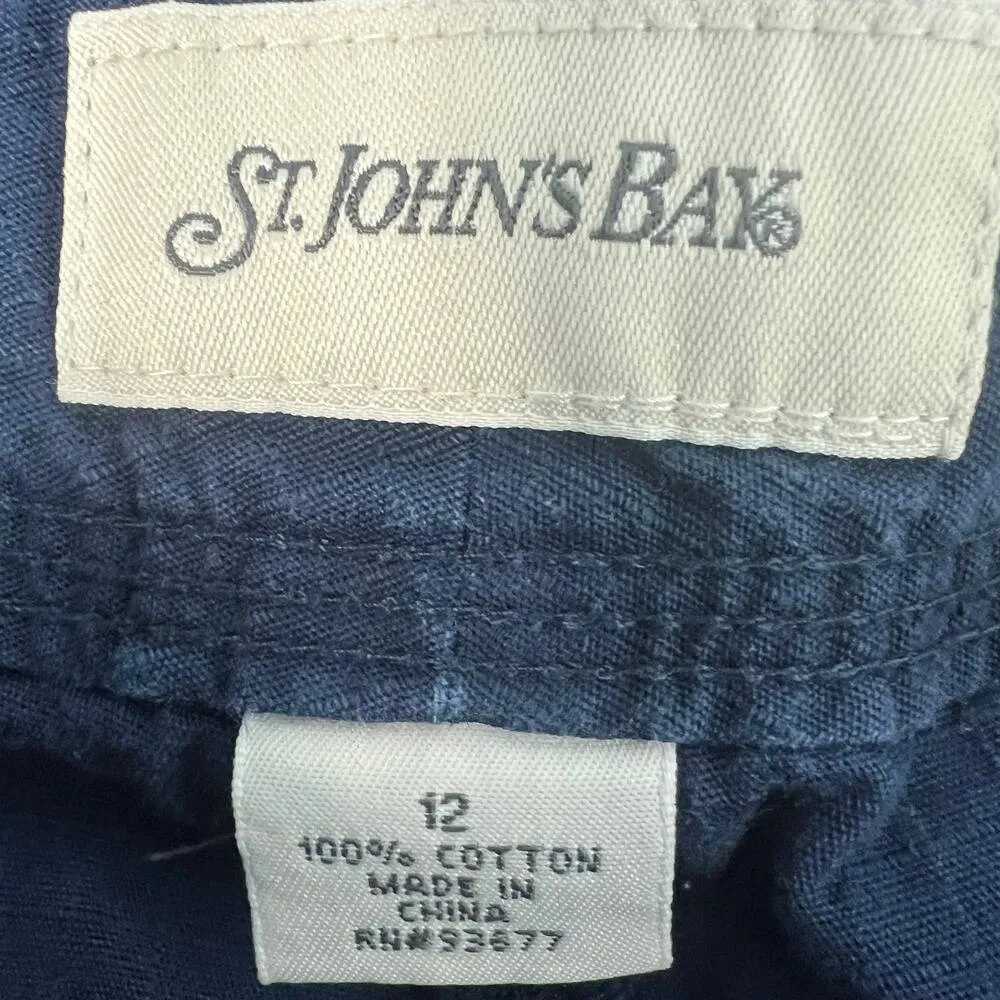 ST. JOHN'S BAY®
12
100% COTTON
MADE IN
CHINA
RN#93677